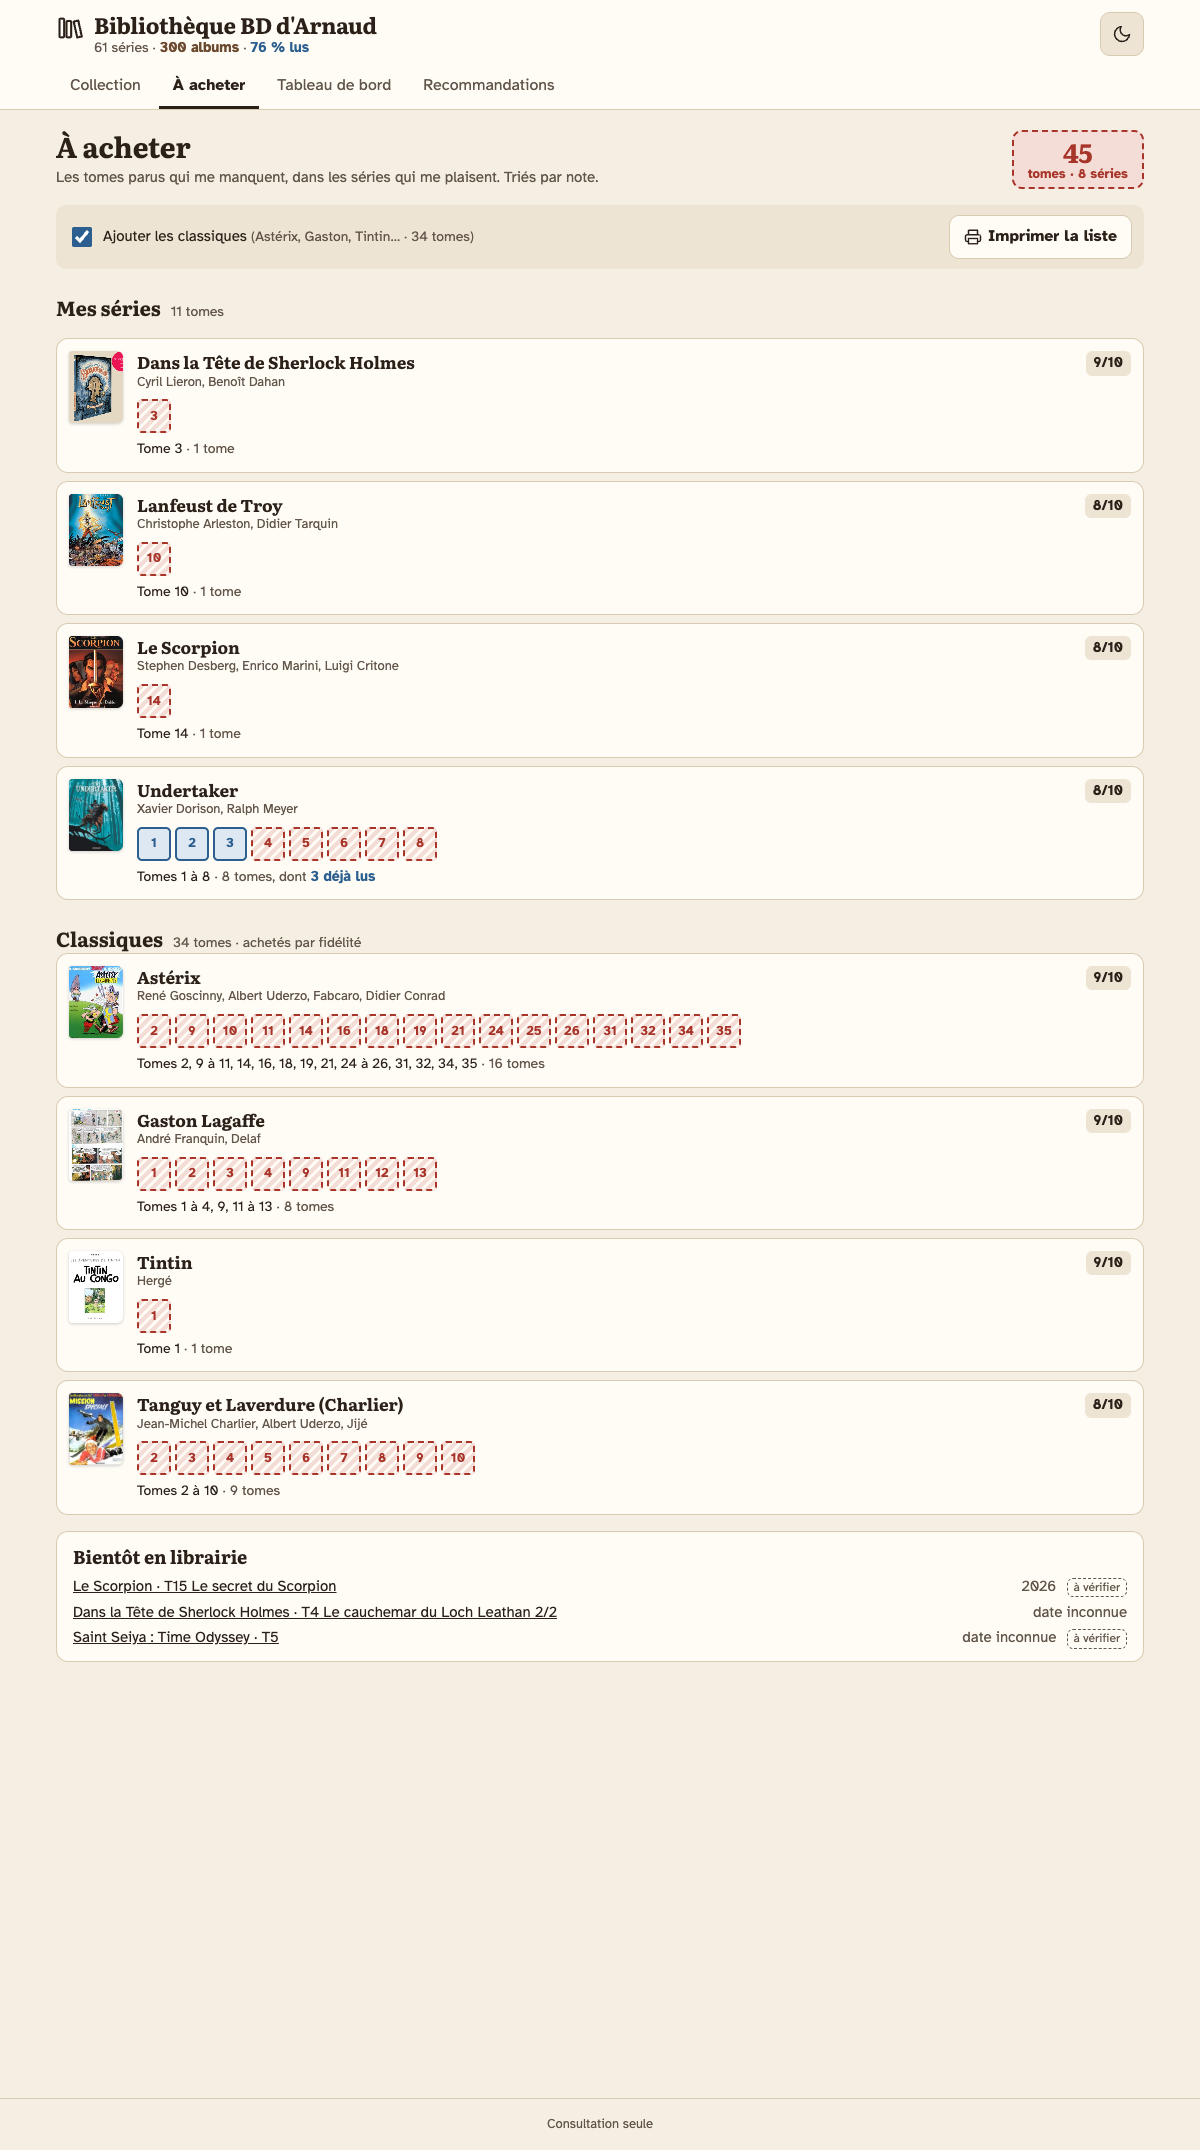 Bibliothèque BD d'Arnaud
61 séries · 300 albums · 76 % lus
Collection À acheter Tableau de bord Recommandations
À acheter
Les tomes parus qui me manquent, dans les séries qui me plaisent. Triés par note.
45
tomes · 8 séries
Ajouter les classiques (Astérix, Gaston, Tintin… · 34 tomes)
Imprimer la liste
Mes séries 11 tomes
Dans la Tête de Sherlock Holmes 9/10
Cyril Lieron, Benoît Dahan
3
Tome 3 · 1 tome
Lanfeust de Troy 8/10
Christophe Arleston, Didier Tarquin
10
Tome 10 · 1 tome
SCORPION
Le Scorpion 8/10
Stephen Desberg, Enrico Marini, Luigi Critone
14
Tome 14 · 1 tome
UNDERTAKER
Undertaker 8/10
Xavier Dorison, Ralph Meyer
1 2 3 4 5 6 7 8
Tomes 1 à 8 · 8 tomes, dont 3 déjà lus
Classiques 34 tomes · achetés par fidélité
Astérix 9/10
René Goscinny, Albert Uderzo, Fabcaro, Didier Conrad
2 9 10 11 14 16 18 19 21 24 25 26 31 32 34 35
Tomes 2, 9 à 11, 14, 16, 18, 19, 21, 24 à 26, 31, 32, 34, 35 · 16 tomes
Gaston Lagaffe 9/10
André Franquin, Delaf
1 2 3 4 9 11 12 13
Tomes 1 à 4, 9, 11 à 13 · 8 tomes
TINTIN
AU CONGO
Tintin 9/10
Hergé
1
Tome 1 · 1 tome
MISSION
SPÉCIALE
Tanguy et Laverdure (Charlier) 8/10
Jean-Michel Charlier, Albert Uderzo, Jijé
2 3 4 5 6 7 8 9 10
Tomes 2 à 10 · 9 tomes
Bientôt en librairie
Le Scorpion · T15 Le secret du Scorpion 2026 à vérifier
Dans la Tête de Sherlock Holmes · T4 Le cauchemar du Loch Leathan 2/2 date inconnue
Saint Seiya : Time Odyssey · T5 date inconnue à vérifier
Consultation seule